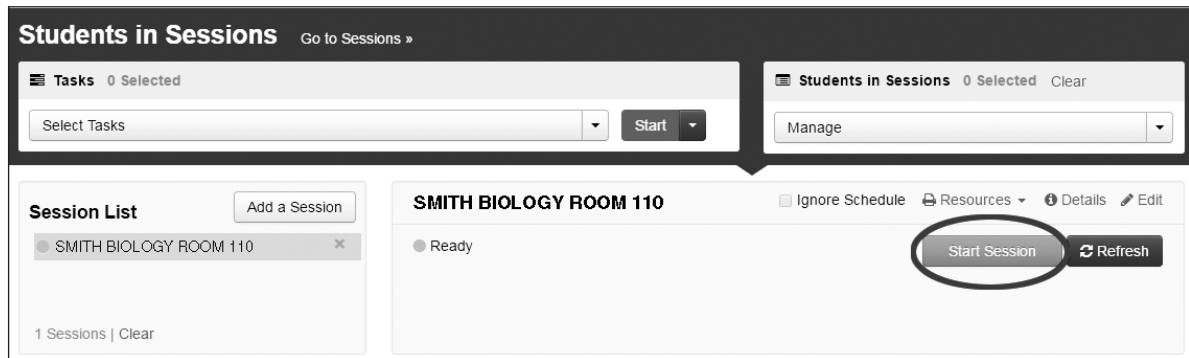 Students in Sessions Go to Sessions »
Tasks 0 Selected
Select Tasks
Start
Students in Sessions 0 Selected Clear
Manage
Session List
Add a Session
SMITH BIOLOGY ROOM 110 ×
1 Sessions | Clear
SMITH BIOLOGY ROOM 110
Ignore Schedule Resources Details Edit
Ready
Start Session Refresh